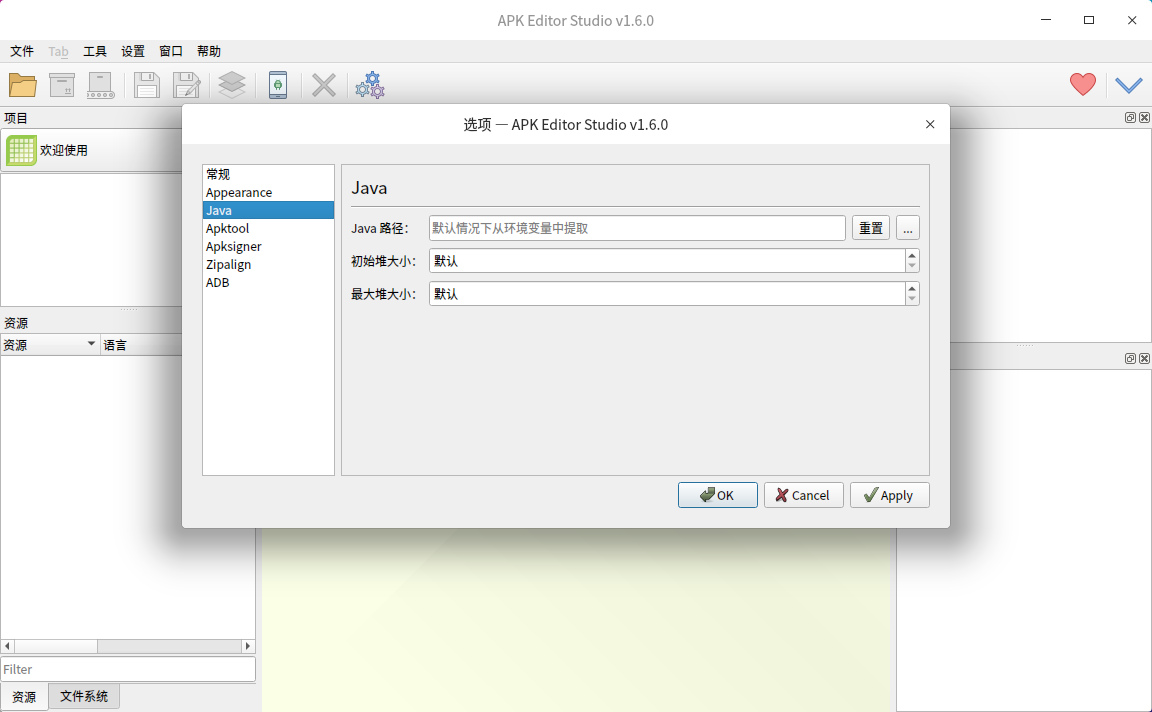 APK Editor Studio v1.6.0
文件 Tab 工具 设置 窗口 帮助
项目
欢迎使用
选项 — APK Editor Studio v1.6.0
常规
Appearance
Java
Apktool
Apksigner
Zipalign
ADB
Java
Java 路径： 默认情况下从环境变量中提取 重置 ...
初始堆大小： 默认
最大堆大小： 默认
OK Cancel Apply
资源
资源 语言
Filter
资源 文件系统